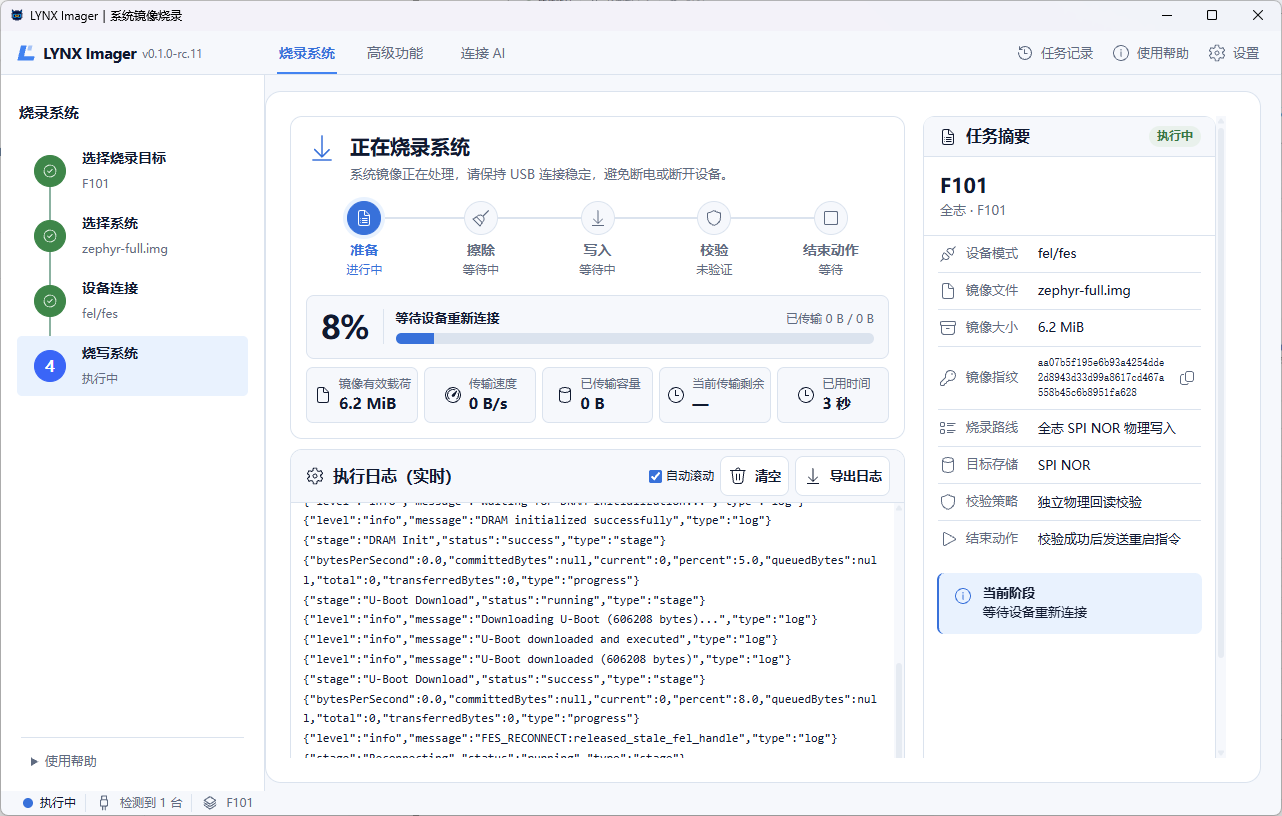 LYNX Imager | 系统镜像烧录
LYNX Imager v0.1.0-rc.11
烧录系统
高级功能
连接 AI
任务记录
使用帮助
设置
烧录系统
选择烧录目标
F101
选择系统
zephyr-full.img
设备连接
fel/fes
4
烧写系统
执行中
使用帮助
正在烧录系统
系统镜像正在处理，请保持 USB 连接稳定，避免断电或断开设备。
准备
进行中
擦除
等待中
写入
等待中
校验
未验证
结束动作
等待
8%
等待设备重新连接
已传输 0 B / 0 B
镜像有效载荷
6.2 MiB
传输速度
0 B/s
已传输容量
0 B
当前传输剩余
—
已用时间
3 秒
执行日志（实时）
自动滚动
清空
导出日志
{"level":"info","message":"Waiting for DRAM initialization...","type":"log"}
{"level":"info","message":"DRAM initialized successfully","type":"log"}
{"stage":"DRAM Init","status":"success","type":"stage"}
{"bytesPerSecond":0.0,"committedBytes":null,"current":0,"percent":5.0,"queuedBytes":nul
l,"total":0,"transferredBytes":0,"type":"progress"}
{"stage":"U-Boot Download","status":"running","type":"stage"}
{"level":"info","message":"Downloading U-Boot (606208 bytes)...","type":"log"}
{"level":"info","message":"U-Boot downloaded and executed","type":"log"}
{"level":"info","message":"U-Boot downloaded (606208 bytes)","type":"log"}
{"stage":"U-Boot Download","status":"success","type":"stage"}
{"bytesPerSecond":0.0,"committedBytes":null,"current":0,"percent":8.0,"queuedBytes":nul
l,"total":0,"transferredBytes":0,"type":"progress"}
{"level":"info","message":"FES_RECONNECT:released_stale_fel_handle","type":"log"}
{"stage":"Reconnecting","status":"running","type":"stage"}
任务摘要
执行中
F101
全志 · F101
设备模式 fel/fes
镜像文件 zephyr-full.img
镜像大小 6.2 MiB
镜像指纹
aa07b5f195e6b93a4254dde
2d8943d33d99a8617cd467a
558b45c6b8951fa628
烧录路线 全志 SPI NOR 物理写入
目标存储 SPI NOR
校验策略 独立物理回读校验
结束动作 校验成功后发送重启指令
当前阶段
等待设备重新连接
执行中
检测到 1 台
F101